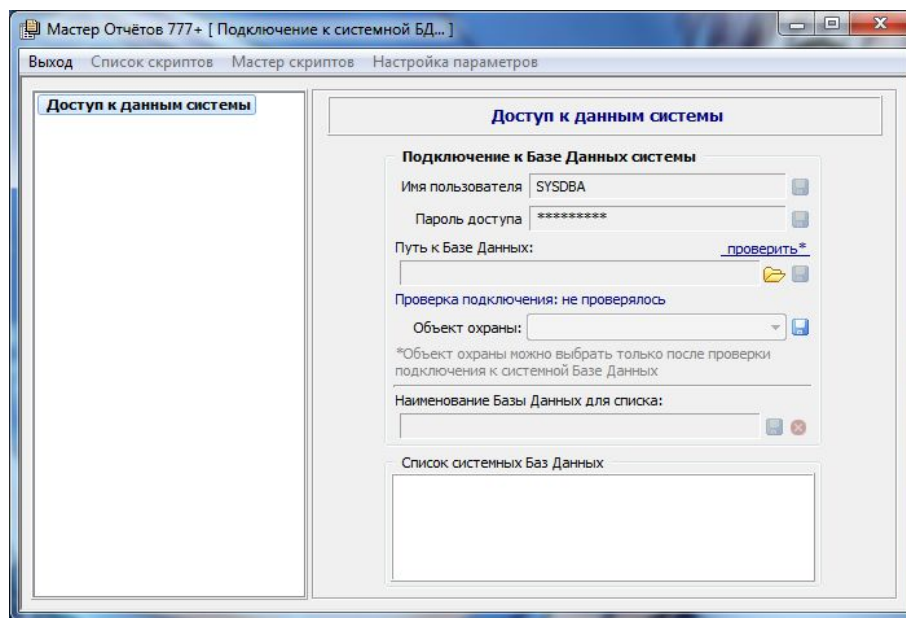 Мастер Отчётов 777+ [ Подключение к системной БД... ]
Выход Список скриптов Мастер скриптов Настройка параметров
Доступ к данным системы
Доступ к данным системы
Подключение к Базе Данных системы
Имя пользователя SYSDBA
Пароль доступа *********
Путь к Базе Данных: проверить*
Проверка подключения: не проверялось
Объект охраны:
*Объект охраны можно выбрать только после проверки
подключения к системной Базе Данных
Наименование Базы Данных для списка:
Список системных Баз Данных